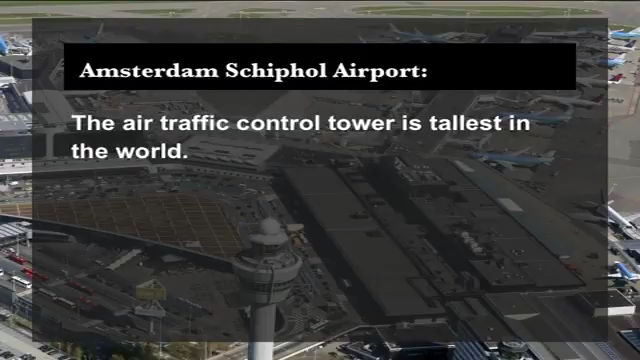 Amsterdam Schiphol Airport:
The air traffic control tower is tallest in
the world.